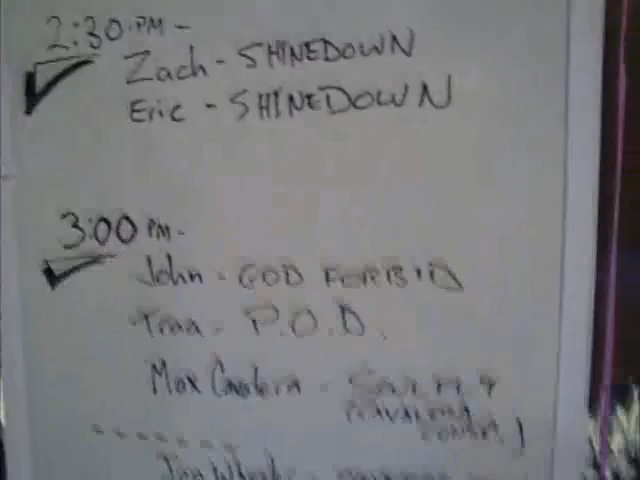 2:30 PM -
Zach - SHINEDOWN
Eric - SHINEDOWN
3:00 PM -
John - GOD FORBID
Traa - P.O.D.
Max Cavalera -